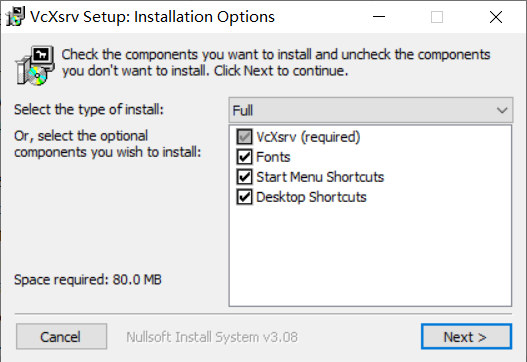 VcXsrv Setup: Installation Options
Check the components you want to install and uncheck the components
you don't want to install. Click Next to continue.
Select the type of install:
Full
Or, select the optional
components you wish to install:
VcXsrv (required)
Fonts
Start Menu Shortcuts
Desktop Shortcuts
Space required: 80.0 MB
Cancel
Nullsoft Install System v3.08
Next >